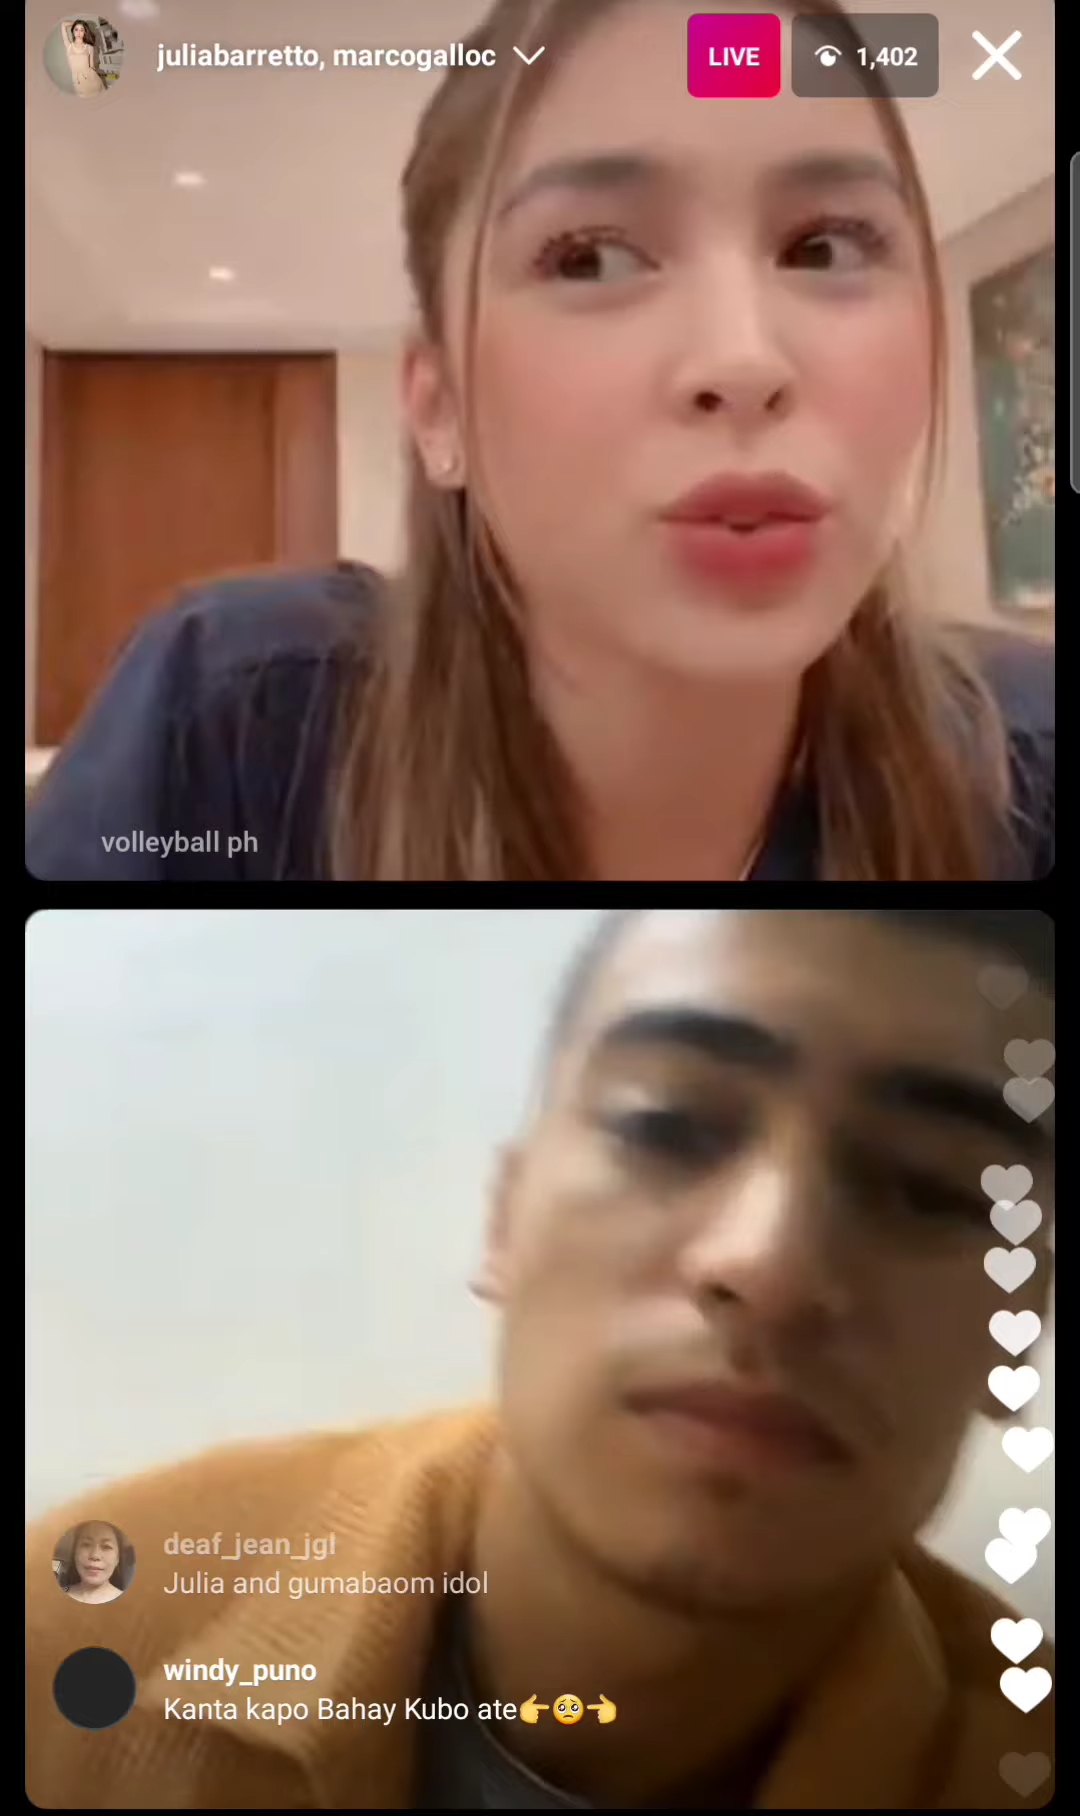 juliabarretto, marcogalloc
LIVE
1,402
volleyball ph
deaf_jean_jgl
Julia and gumabaom idol
windy_puno
Kanta kapo Bahay Kubo ate👉🥺👈